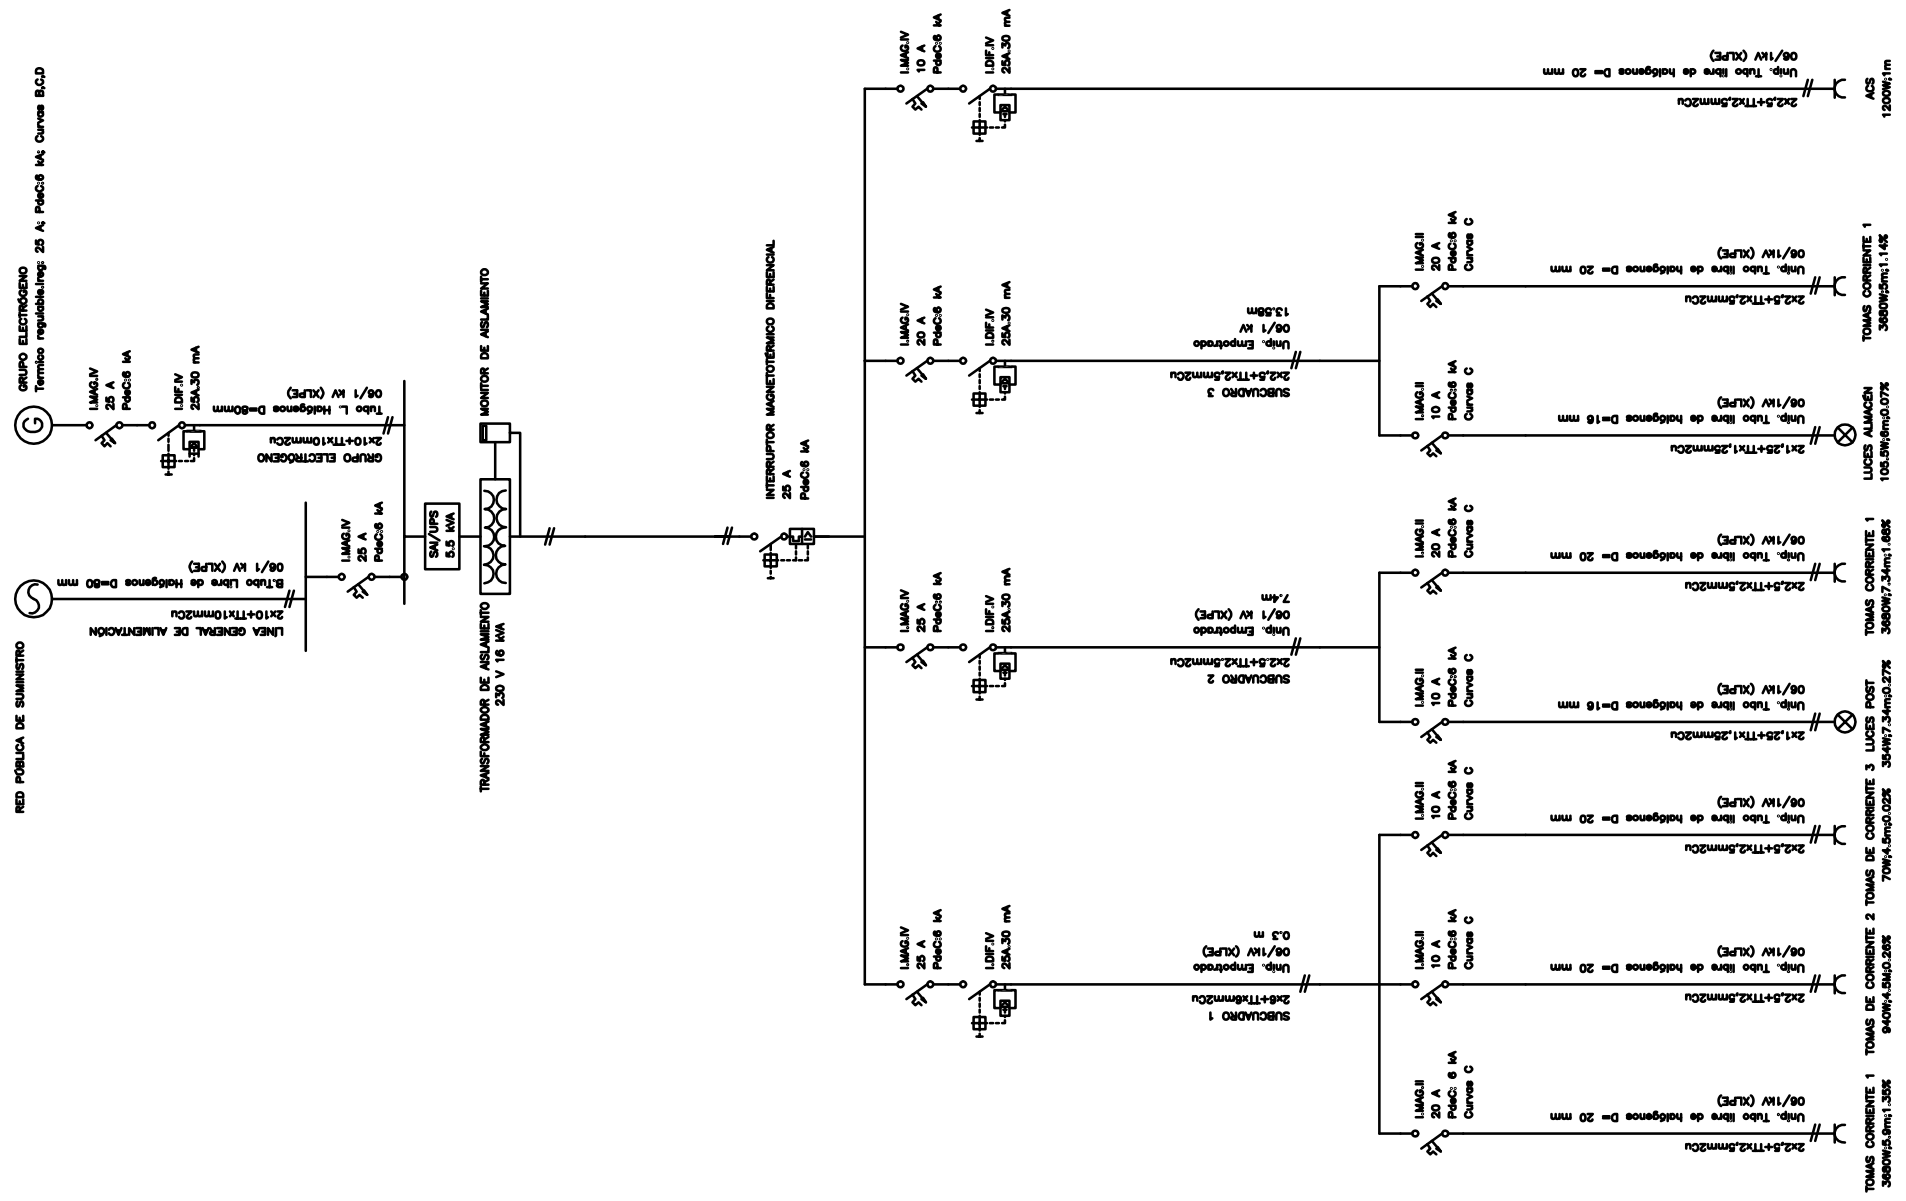 RED PÚBLICA DE SUMINISTRO
LÍNEA GENERAL DE ALIMENTACIÓN
2x10+TTx10mm2Cu
B.Tubo Libre de Halógenos D=80 mm
06/1 kV (XLPE)
I.MAG.IV
25 A
PdeC:6 kA
GRUPO ELECTRÓGENO
Termico regulable.Ireg: 25 A; PdeC:6 kA; Curvas B,C,D
I.MAG.IV
25 A
PdeC:6 kA
I.DIF.IV
25A.30 mA
GRUPO ELECTRÓGENO
2x10+TTx10mm2Cu
Tubo L. Halógenos D=80mm
06/1 kV (XLPE)
G
SAI/UPS
5.5 kVA
TRANSFORMADOR DE AISLAMIENTO
230 V 16 kVA
MONITOR DE AISLAMIENTO
INTERRUPTOR MAGNETOTÉRMICO DIFERENCIAL
25 A
PdeC:6 kA
I.MAG.IV
25 A
PdeC:6 kA
I.DIF.IV
25A.30 mA
SUBCUADRO 1
2x6+TTx6mm2Cu
Unip. Empotrado
06/1kV (XLPE)
0.3 m
I.MAG.II
20 A
PdeC: 6 kA
Curvas C
2x2,5+TTx2,5mm2Cu
Unip. Tubo libre de halógenos D= 20 mm
06/1kV (XLPE)
TOMAS CORRIENTE 1
3680W;5.9m;1.35%
I.MAG.II
10 A
PdeC:6 kA
Curvas C
2x2,5+TTx2,5mm2Cu
Unip. Tubo libre de halógenos D= 20 mm
06/1kV (XLPE)
TOMAS DE CORRIENTE 2
940W;4.5M;0.26%
I.MAG.II
10 A
PdeC:6 kA
Curvas C
2x2,5+TTx2,5mm2Cu
Unip. Tubo libre de halógenos D= 20 mm
06/1kV (XLPE)
TOMAS DE CORRIENTE 3
70W;4.5m;0.02%
I.MAG.IV
25 A
PdeC:6 kA
I.DIF.IV
25A.30 mA
SUBCUADRO 2
2x2.5+TTx2.5mm2Cu
Unip. Empotrado
06/1 kV (XLPE)
7.4m
I.MAG.II
10 A
PdeC:6 kA
Curvas C
2x1,25+TTx1,25mm2Cu
Unip. Tubo libre de halógenos D=16 mm
06/1kV (XLPE)
LUCES POST
354W;7.34m;0.27%
I.MAG.II
20 A
PdeC:6 kA
Curvas C
2x2,5+TTx2,5mm2Cu
Unip. Tubo libre de halógenos D= 20 mm
06/1kV (XLPE)
TOMAS CORRIENTE 1
3680W;7.34m;1.68%
I.MAG.IV
20 A
PdeC:6 kA
I.DIF.IV
25A.30 mA
SUBCUADRO 3
2x2,5+TTx2,5mm2Cu
Unip. Empotrado
06/1 kV
13.58m
I.MAG.II
10 A
PdeC:6 kA
Curvas C
2x1,25+TTx1,25mm2Cu
Unip. Tubo libre de halógenos D=16 mm
06/1kV (XLPE)
LUCES ALMACÉN
105.5W;6m;0.07%
I.MAG.II
20 A
PdeC:6 kA
Curvas C
2x2,5+TTx2,5mm2Cu
Unip. Tubo libre de halógenos D= 20 mm
06/1kV (XLPE)
TOMAS CORRIENTE 1
3680W;5m;1.14%
I.MAG.IV
10 A
PdeC:6 kA
I.DIF.IV
25A.30 mA
2x2,5+TTx2,5mm2Cu
Unip. Tubo libre de halógenos D= 20 mm
06/1kV (XLPE)
ACS
1200W;1m